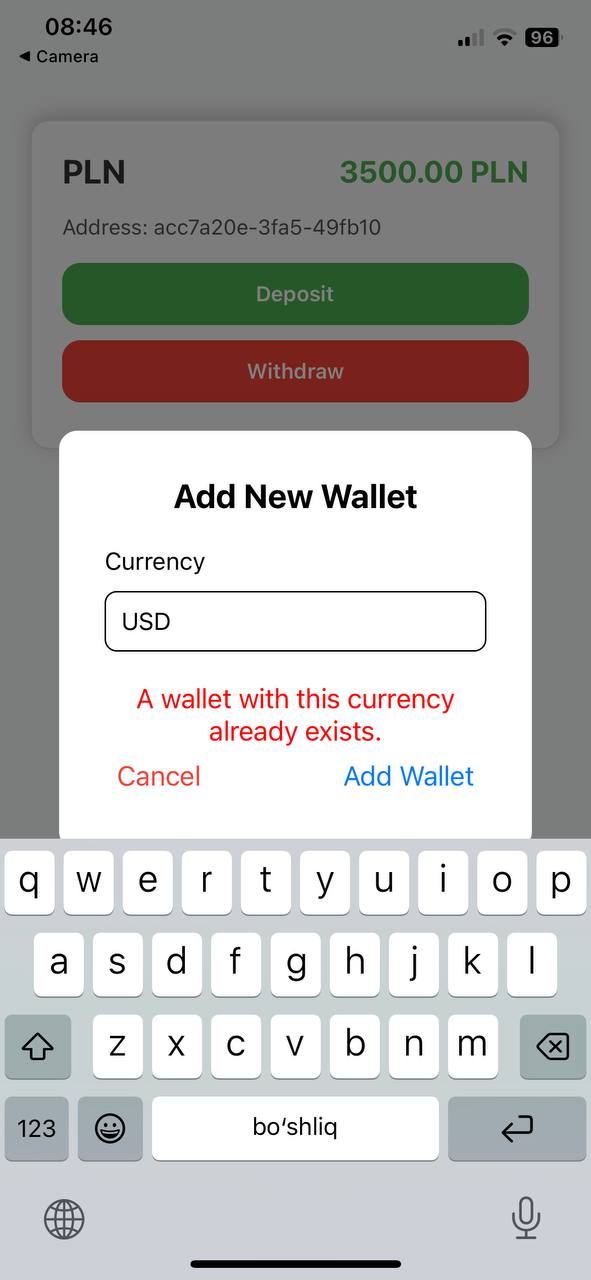 08:46
96
◀ Camera
PLN
3500.00 PLN
Address: acc7a20e-3fa5-49fb10
Deposit
Withdraw
Add New Wallet
Currency
USD
A wallet with this currency
already exists.
Cancel
Add Wallet
q w e r t y u i o p
a s d f g h j k l
z x c v b n m
123
boʻshliq